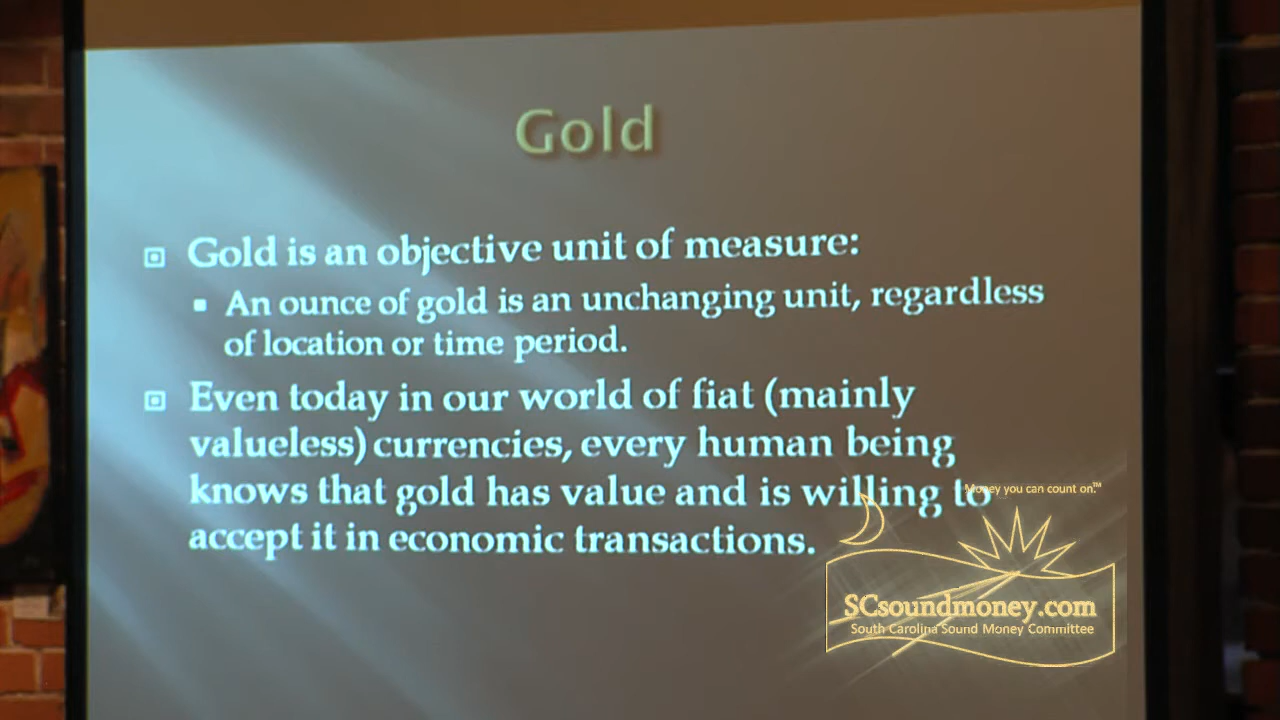 Gold
Gold is an objective unit of measure:
An ounce of gold is an unchanging unit, regardless
of location or time period.
Even today in our world of fiat (mainly
valueless) currencies, every human being
knows that gold has value and is willing to
accept it in economic transactions.
"Money you can count on."™
SCsoundmoney.com
South Carolina Sound Money Committee